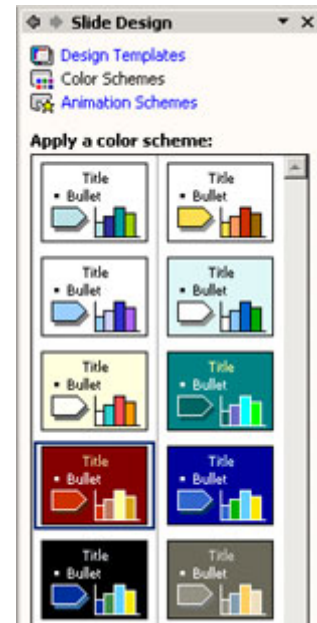 Slide Design
Design Templates
Color Schemes
Animation Schemes
Apply a color scheme:
Title
• Bullet
Title
• Bullet
Title
• Bullet
Title
• Bullet
Title
• Bullet
Title
• Bullet
Title
• Bullet
Title
• Bullet
Title
• Bullet
Title
• Bullet